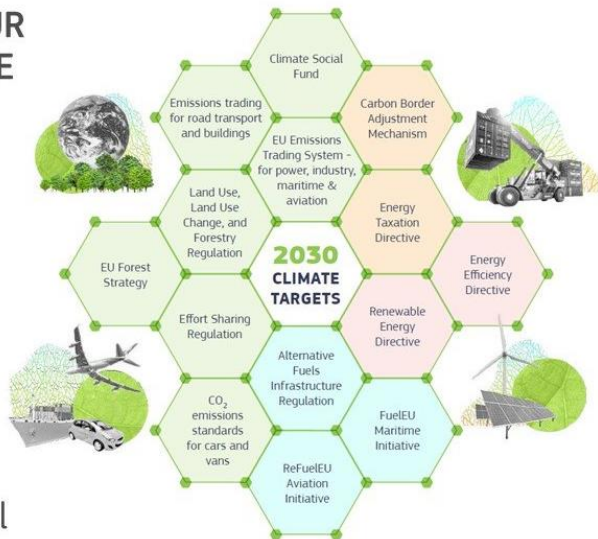 UR
E
Climate Social
Fund
Emissions trading
for road transport
and buildings
Carbon Border
Adjustment
Mechanism
EU Emissions
Trading System -
for power, industry,
maritime &
aviation
Land Use,
Land Use
Change, and
Forestry
Regulation
Energy
Taxation
Directive
EU Forest
Strategy
2030
CLIMATE
TARGETS
Energy
Efficiency
Directive
Effort Sharing
Regulation
Renewable
Energy
Directive
Alternative
Fuels
Infrastructure
Regulation
CO₂
emissions
standards
for cars and
vans
FuelEU
Maritime
Initiative
ReFuelEU
Aviation
Initiative
l